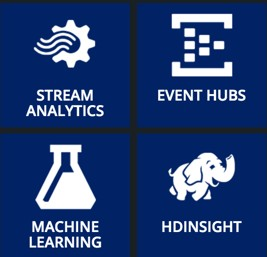 STREAM
ANALYTICS
EVENT HUBS
MACHINE
LEARNING
HDINSIGHT